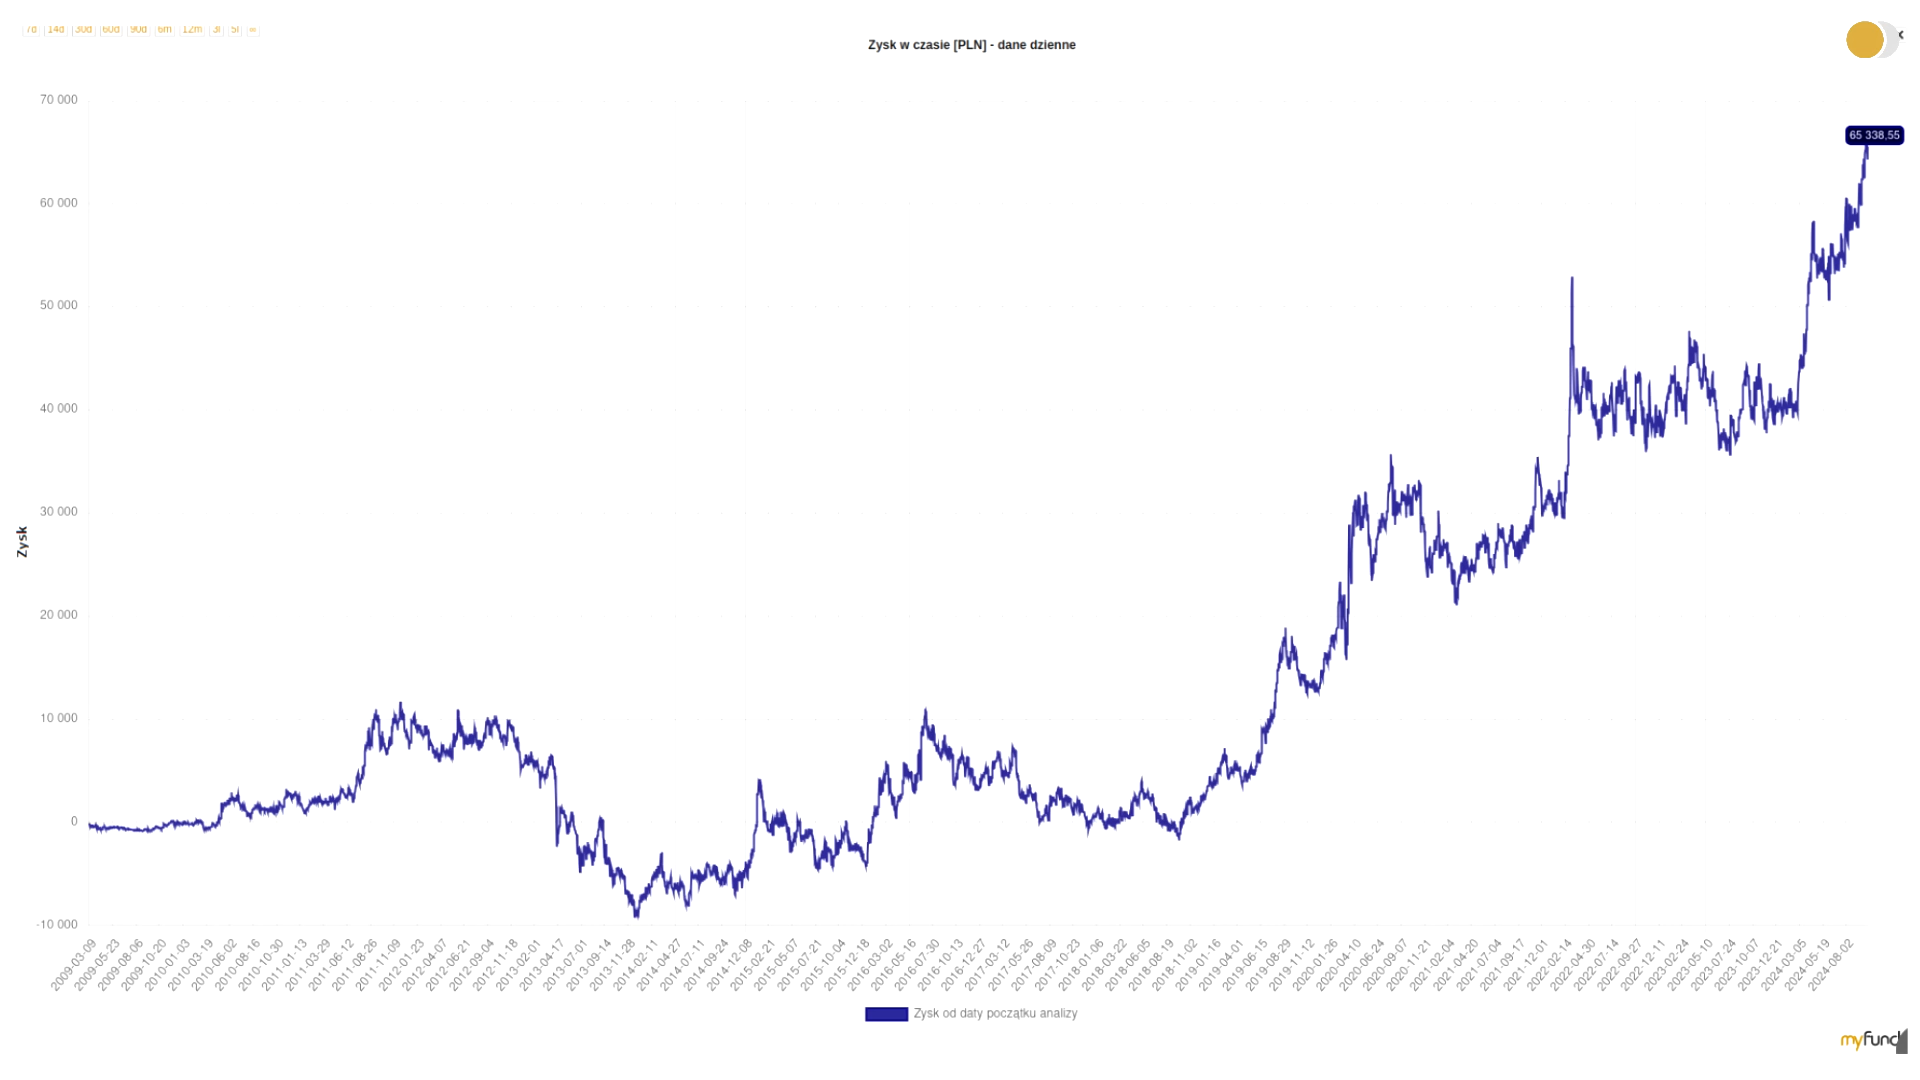 7d 14d 30d 60d 90d 6m 12m 3l 5l ∞
Zysk w czasie [PLN] - dane dzienne
70 000
65 338,55
60 000
50 000
40 000
30 000
Zysk
20 000
10 000
0
-10 000
2009-03-09 2009-05-23 2009-08-06 2009-10-20 2010-01-03 2010-03-19 2010-06-02 2010-08-16 2010-10-30 2011-01-13 2011-03-29 2011-06-12 2011-08-26 2011-11-09 2012-01-23 2012-04-07 2012-06-21 2012-09-04 2012-11-18 2013-02-01 2013-04-17 2013-07-01 2013-09-14 2013-11-28 2014-02-11 2014-04-27 2014-07-11 2014-09-24 2014-12-08 2015-02-21 2015-05-07 2015-07-21 2015-10-04 2015-12-18 2016-03-02 2016-05-16 2016-07-30 2016-10-13 2016-12-27 2017-03-12 2017-05-26 2017-08-09 2017-10-23 2018-01-06 2018-03-22 2018-06-05 2018-08-19 2018-11-02 2019-01-16 2019-04-01 2019-06-15 2019-08-29 2019-11-12 2020-01-26 2020-04-10 2020-06-24 2020-09-07 2020-11-21 2021-02-04 2021-04-20 2021-07-04 2021-09-17 2021-12-01 2022-02-14 2022-04-30 2022-07-14 2022-09-27 2022-12-11 2023-02-24 2023-05-10 2023-07-24 2023-10-07 2023-12-21 2024-03-05 2024-05-19 2024-08-02
Zysk od daty początku analizy
myfund